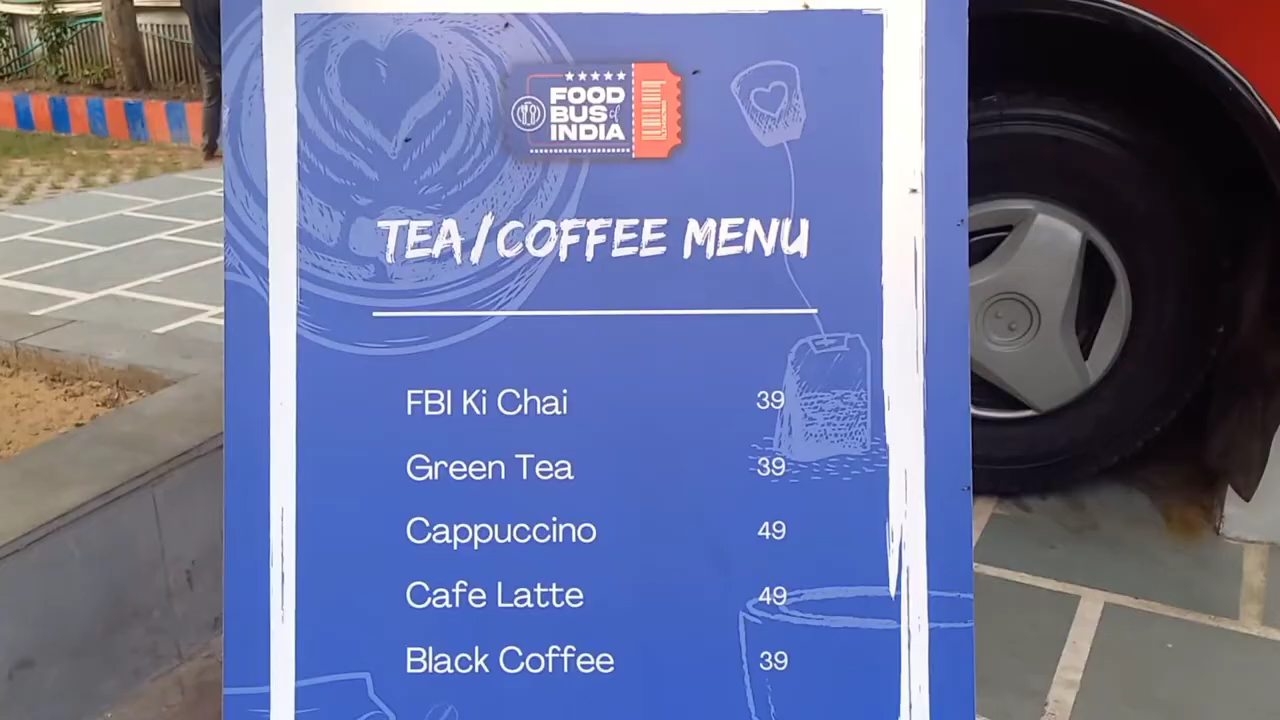 FOOD
BUS of
INDIA
TEA/COFFEE MENU
FBI Ki Chai 39
Green Tea 39
Cappuccino 49
Cafe Latte 49
Black Coffee 39